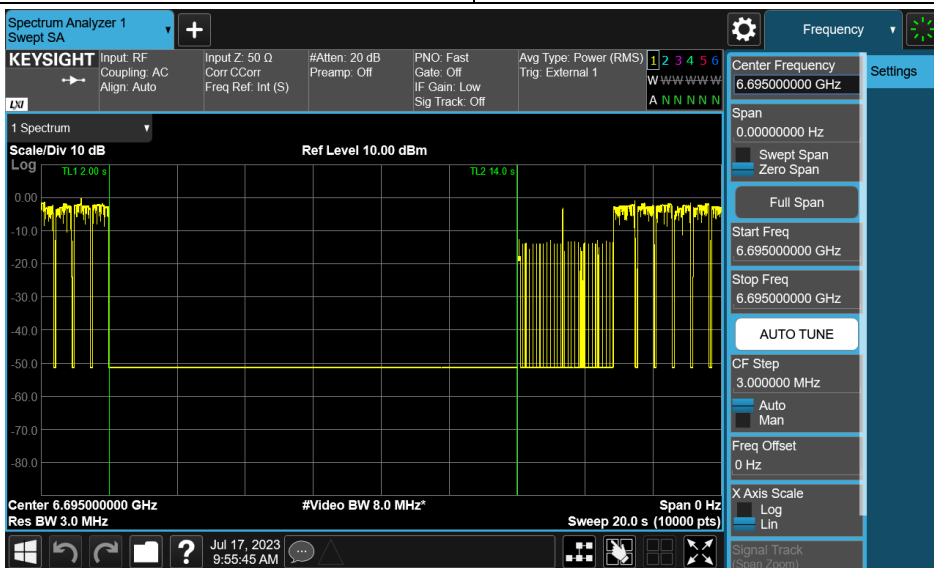 Spectrum Analyzer 1
Swept SA
+
Frequency
KEYSIGHT
LXI
Input: RF
Coupling: AC
Align: Auto
Input Z: 50 Ω
Corr CCorr
Freq Ref: Int (S)
#Atten: 20 dB
Preamp: Off
PNO: Fast
Gate: Off
IF Gain: Low
Sig Track: Off
Avg Type: Power (RMS)
Trig: External 1
1 2 3 4 5 6
W W W W W W
A N N N N N
1 Spectrum
Scale/Div 10 dB
Ref Level 10.00 dBm
Log
TL1 2.00 s
TL2 14.0 s
0.00
-10.0
-20.0
-30.0
-40.0
-50.0
-60.0
-70.0
-80.0
Center 6.695000000 GHz
#Video BW 8.0 MHz*
Span 0 Hz
Res BW 3.0 MHz
Sweep 20.0 s (10000 pts)
?
Jul 17, 2023
9:55:45 AM
Center Frequency
6.695000000 GHz
Settings
Span
0.00000000 Hz
Swept Span
Zero Span
Full Span
Start Freq
6.695000000 GHz
Stop Freq
6.695000000 GHz
AUTO TUNE
CF Step
3.000000 MHz
Auto
Man
Freq Offset
0 Hz
X Axis Scale
Log
Lin
Signal Track
(Span Zoom)